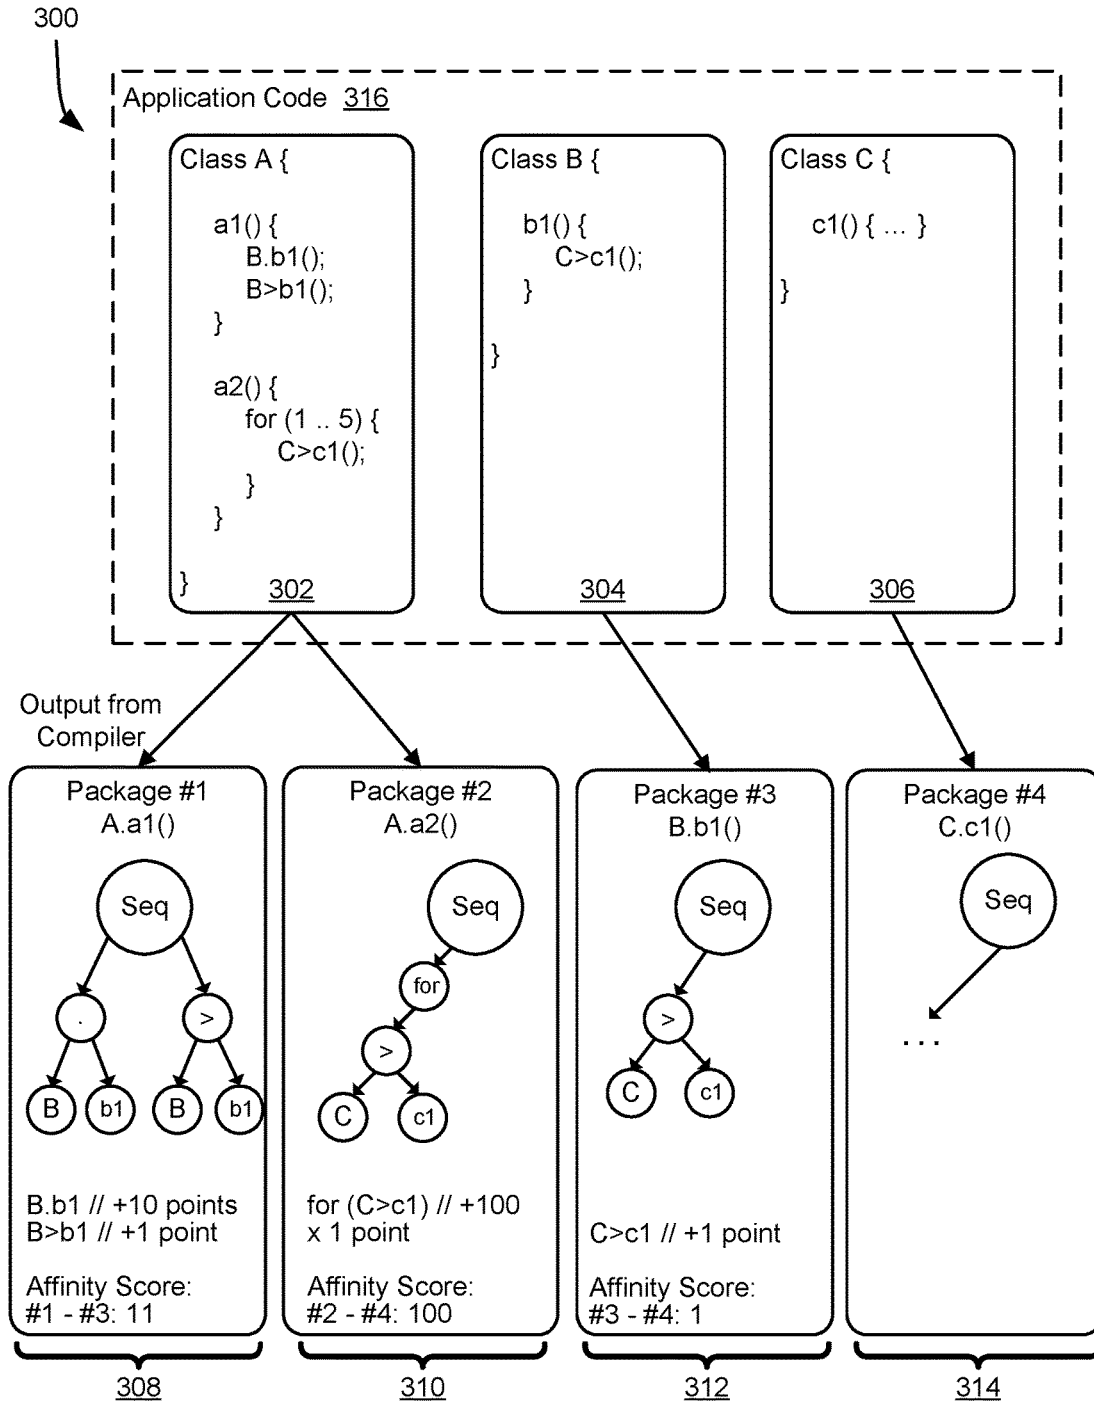 300
Application Code 316
Class A {
a1() {
B.b1();
B>b1();
}
a2() {
for (1 .. 5) {
C>c1();
}
}
}
302
Class B {
b1() {
C>c1();
}
}
304
Class C {
c1() { ... }
}
306
Output from
Compiler
Package #1
A.a1()
Seq
. >
B b1 B b1
B.b1 // +10 points
B>b1 // +1 point
Affinity Score:
#1 - #3: 11
308
Package #2
A.a2()
Seq
for
>
C c1
for (C>c1) // +100
x 1 point
Affinity Score:
#2 - #4: 100
310
Package #3
B.b1()
Seq
>
C c1
C>c1 // +1 point
Affinity Score:
#3 - #4: 1
312
Package #4
C.c1()
Seq
...
314